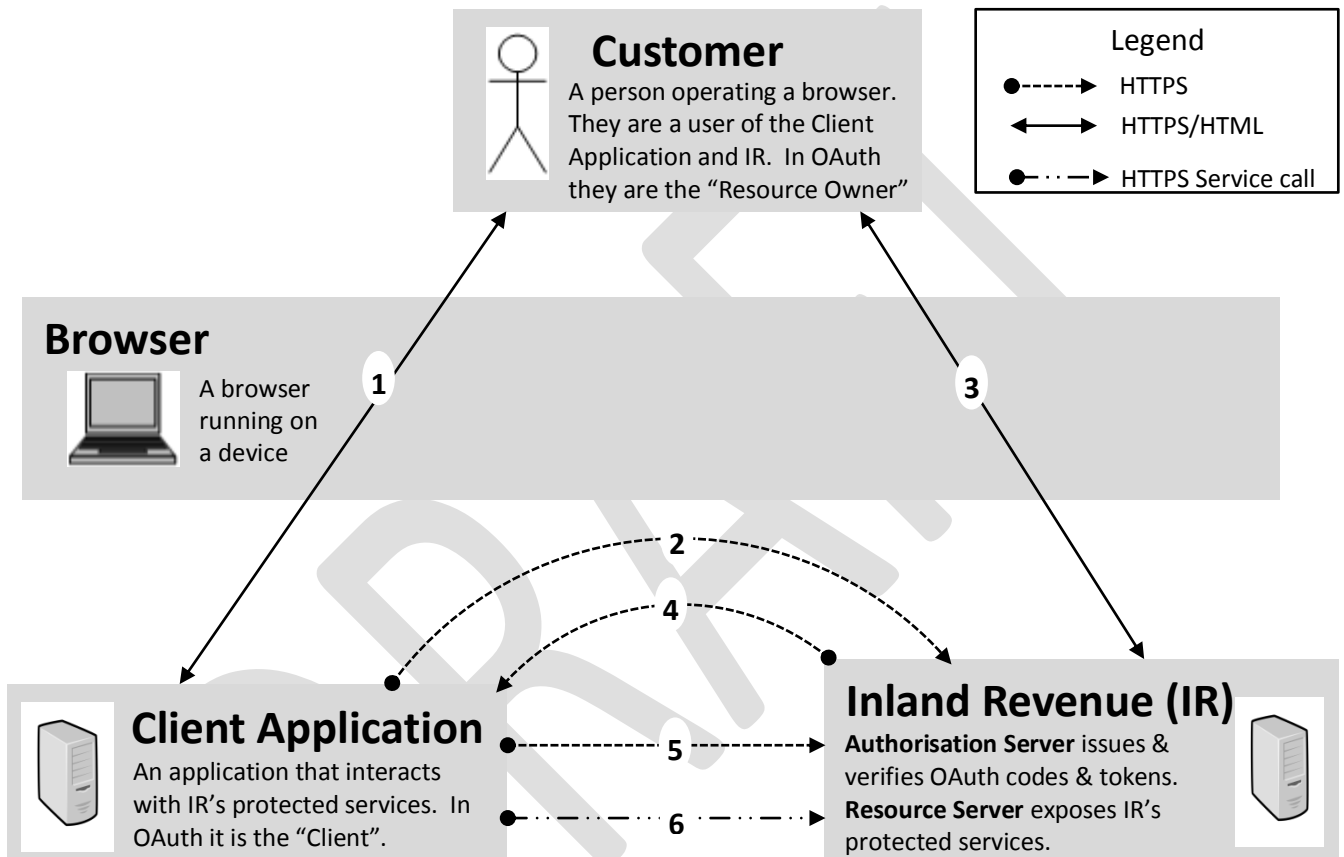 Customer
A person operating a browser.
They are a user of the Client
Application and IR. In OAuth
they are the “Resource Owner”
Legend
HTTPS
HTTPS/HTML
HTTPS Service call
Browser
A browser
running on
a device
1
3
2
4
Client Application
An application that interacts
with IR’s protected services. In
OAuth it is the “Client”.
5
6
Inland Revenue (IR)
Authorisation Server issues &
verifies OAuth codes & tokens.
Resource Server exposes IR’s
protected services.
DRAFT